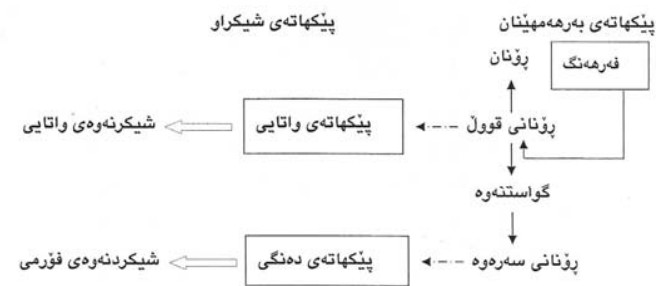 پێکهاتەی بەرهەمهێنان
پێکهاتەی شیکراو
ڕۆنان
فەرهەنگ
ڕۆنانی قووڵ
پێکهاتەی واتایی
شیکرنەوەی واتایی
گواستنەوە
ڕۆنانی سەرەوە
پێکهاتەی دەنگی
شیکردنەوەی فۆرمی